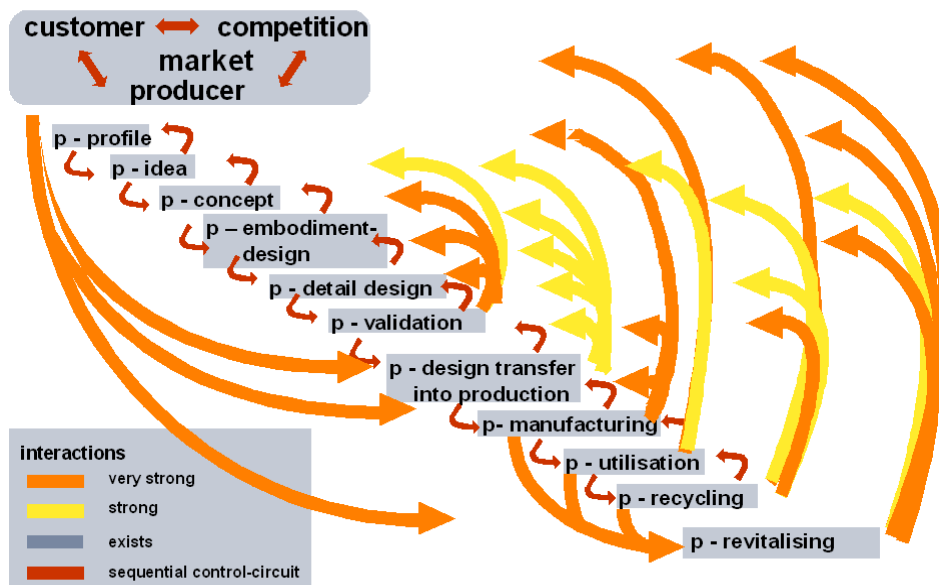 customer competition
market
producer
p - profile
p - idea
p - concept
p – embodiment-
design
p - detail design
p - validation
p - design transfer
into production
p- manufacturing
p - utilisation
p - recycling
p - revitalising
interactions
very strong
strong
exists
sequential control-circuit